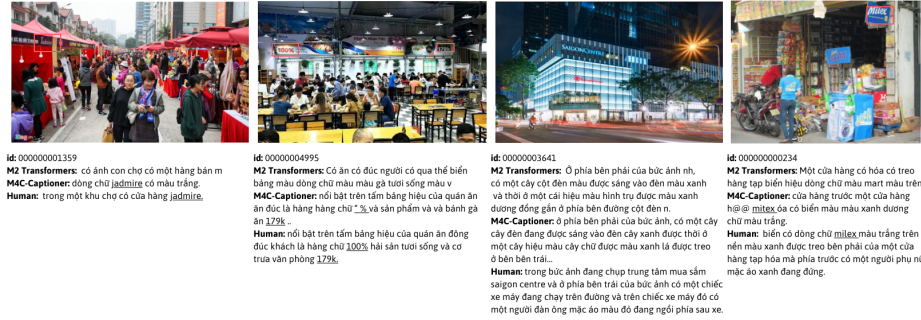 100%
SAIGONCENTRE
milex
id: 000000001359
M2 Transformers: có ảnh con chợ có một hàng bán m
M4C-Captioner: dòng chữ jadmire có màu trắng.
Human: trong một khu chợ có cửa hàng jadmire.
id: 00000004995
M2 Transformers: Có ăn có đúc người có qua thể biển
bảng màu dòng chữ màu màu gà tươi sống màu v
M4C-Captioner: nổi bật trên tấm bảng hiệu của quán ăn
ăn đúc là hàng hàng chữ " % và sản phẩm và và bánh gà
ăn 179k ..
Human: nổi bật trên tấm bảng hiệu của quán ăn đông
đúc khách là hàng chữ 100% hải sản tươi sống và cơ
trưa văn phòng 179k.
id: 00000003641
M2 Transformers: Ở phía bên phải của bức ảnh nh,
có một cây cột đèn màu được sáng vào đèn màu xanh
và thời ở một cái hiệu màu hình trụ được màu xanh
dương đồng gắn ở phía bên đường cột đèn n.
M4C-Captioner: ở phía bên phải của bức ảnh, có một cây
cây đèn đang được sáng vào đèn cây xanh được thời ở
một cây hiệu màu cây chữ được màu xanh lá được treo
ở bên bên trái...
Human: trong bức ảnh đang chụp trung tâm mua sắm
saigon centre và ở phía bên trái của bức ảnh có một chiếc
xe máy đang chạy trên đường và trên chiếc xe máy đó có
một người đàn ông mặc áo màu đỏ đang ngồi phía sau xe.
id: 000000000234
M2 Transformers: Một cửa hàng có hóa có treo
hàng tạp biển hiệu dòng chữ màu mart màu trên
M4C-Captioner: cửa hàng trước một cửa hàng
h@@ mitex óa có biển màu màu xanh dương
chữ màu trắng.
Human: biển có dòng chữ milex màu trắng trên
nền màu xanh được treo bên phải của một cửa
hàng tạp hóa mà phía trước có một người phụ nữ
mặc áo xanh đang đứng.